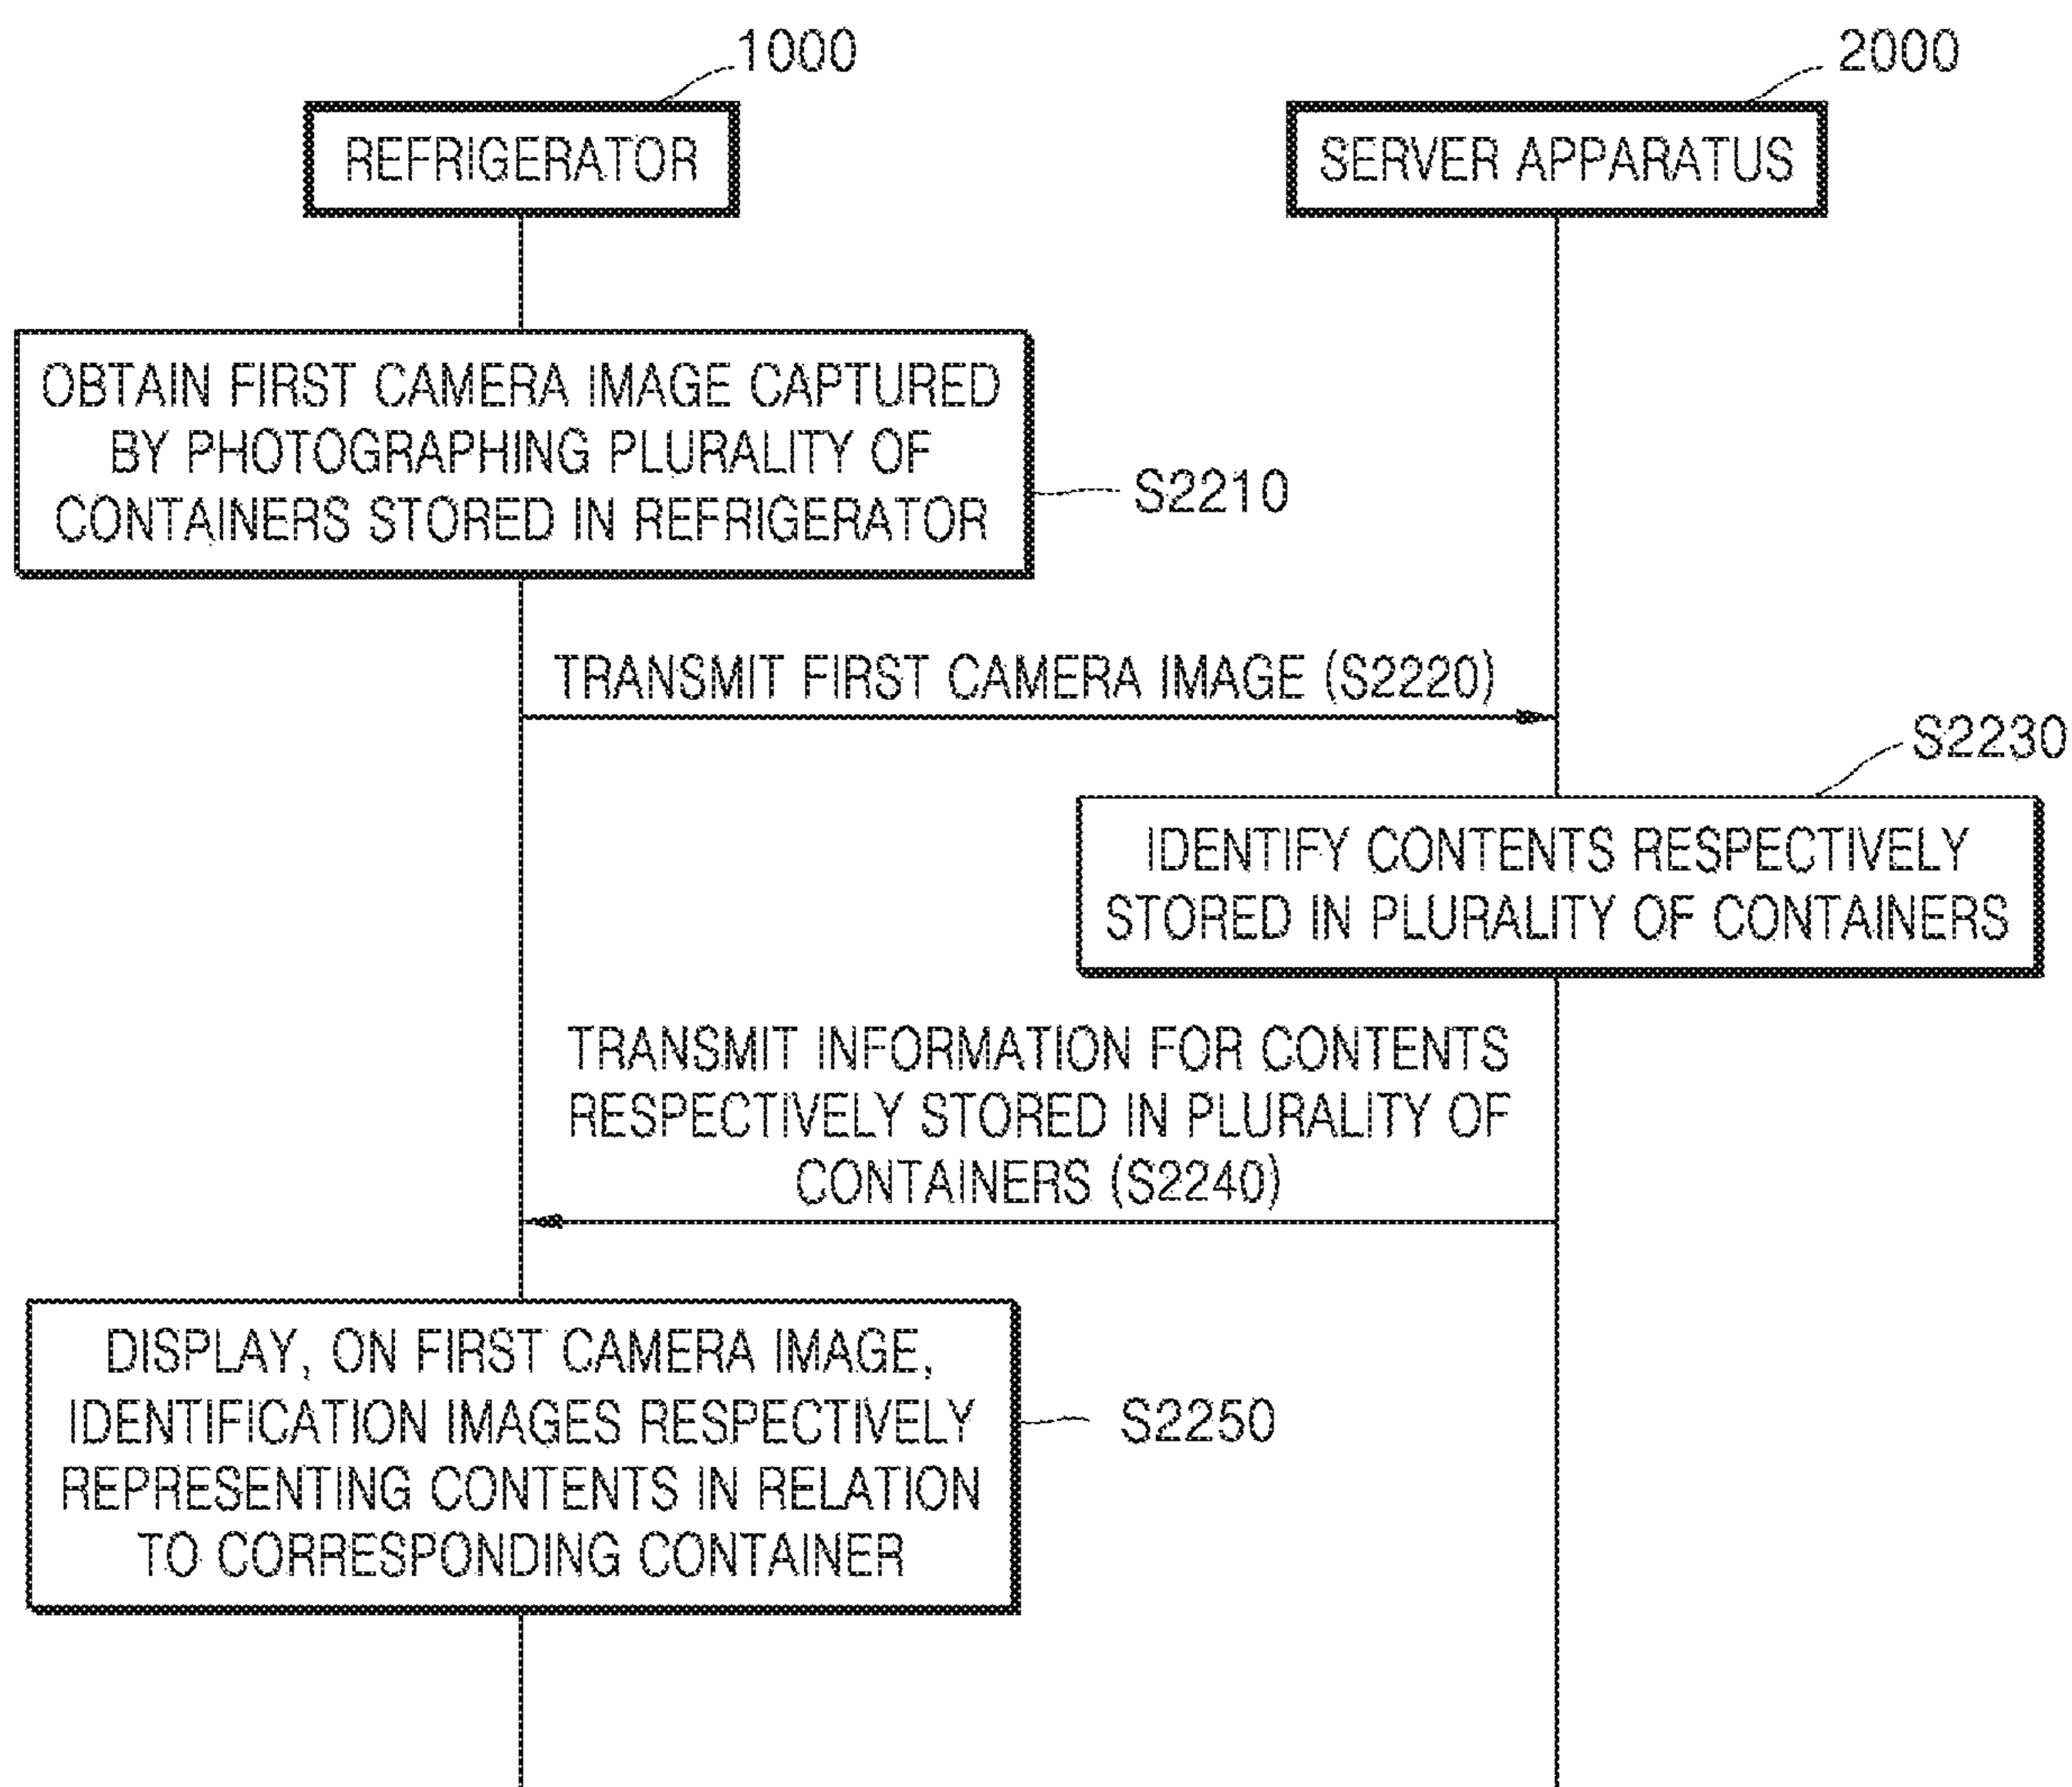 1000
2000
REFRIGERATOR
SERVER APPARATUS
OBTAIN FIRST CAMERA IMAGE CAPTURED
BY PHOTOGRAPHING PLURALITY OF
CONTAINERS STORED IN REFRIGERATOR
S2210
TRANSMIT FIRST CAMERA IMAGE (S2220)
S2230
IDENTIFY CONTENTS RESPECTIVELY
STORED IN PLURALITY OF CONTAINERS
TRANSMIT INFORMATION FOR CONTENTS
RESPECTIVELY STORED IN PLURALITY OF
CONTAINERS (S2240)
DISPLAY, ON FIRST CAMERA IMAGE,
IDENTIFICATION IMAGES RESPECTIVELY
REPRESENTING CONTENTS IN RELATION
TO CORRESPONDING CONTAINER
S2250